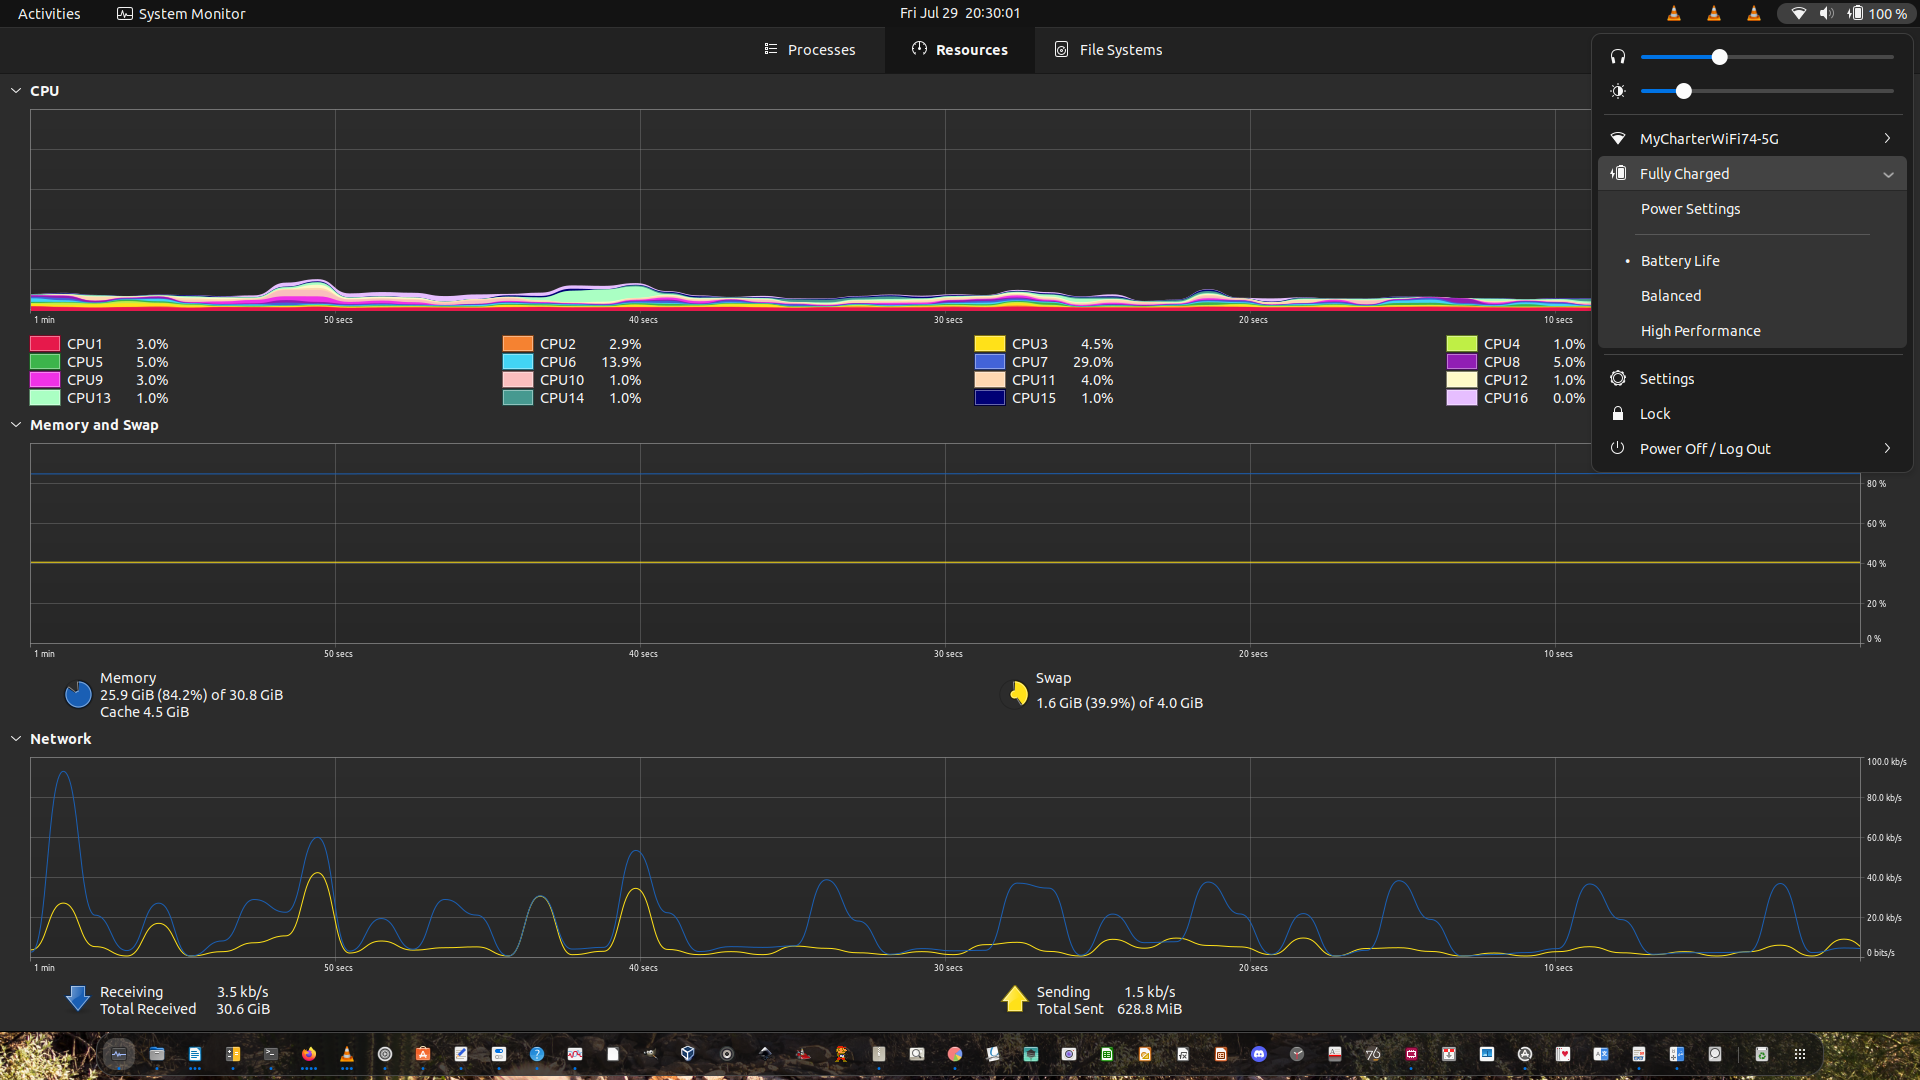 Activities System Monitor Fri Jul 29 20:30:01 100 %
Processes Resources File Systems
CPU
1 min 50 secs 40 secs 30 secs 20 secs 10 secs
CPU1 3.0% CPU2 2.9% CPU3 4.5% CPU4 1.0%
CPU5 5.0% CPU6 13.9% CPU7 29.0% CPU8 5.0%
CPU9 3.0% CPU10 1.0% CPU11 4.0% CPU12 1.0%
CPU13 1.0% CPU14 1.0% CPU15 1.0% CPU16 0.0%
MyCharterWiFi74-5G
Fully Charged
Power Settings
Battery Life
Balanced
High Performance
Settings
Lock
Power Off / Log Out
Memory and Swap
80 %
60 %
40 %
20 %
0 %
1 min 50 secs 40 secs 30 secs 20 secs 10 secs
Memory
25.9 GiB (84.2%) of 30.8 GiB
Cache 4.5 GiB
Swap
1.6 GiB (39.9%) of 4.0 GiB
Network
100.0 kb/s
80.0 kb/s
60.0 kb/s
40.0 kb/s
20.0 kb/s
0 bits/s
1 min 50 secs 40 secs 30 secs 20 secs 10 secs
Receiving 3.5 kb/s
Total Received 30.6 GiB
Sending 1.5 kb/s
Total Sent 628.8 MiB
76